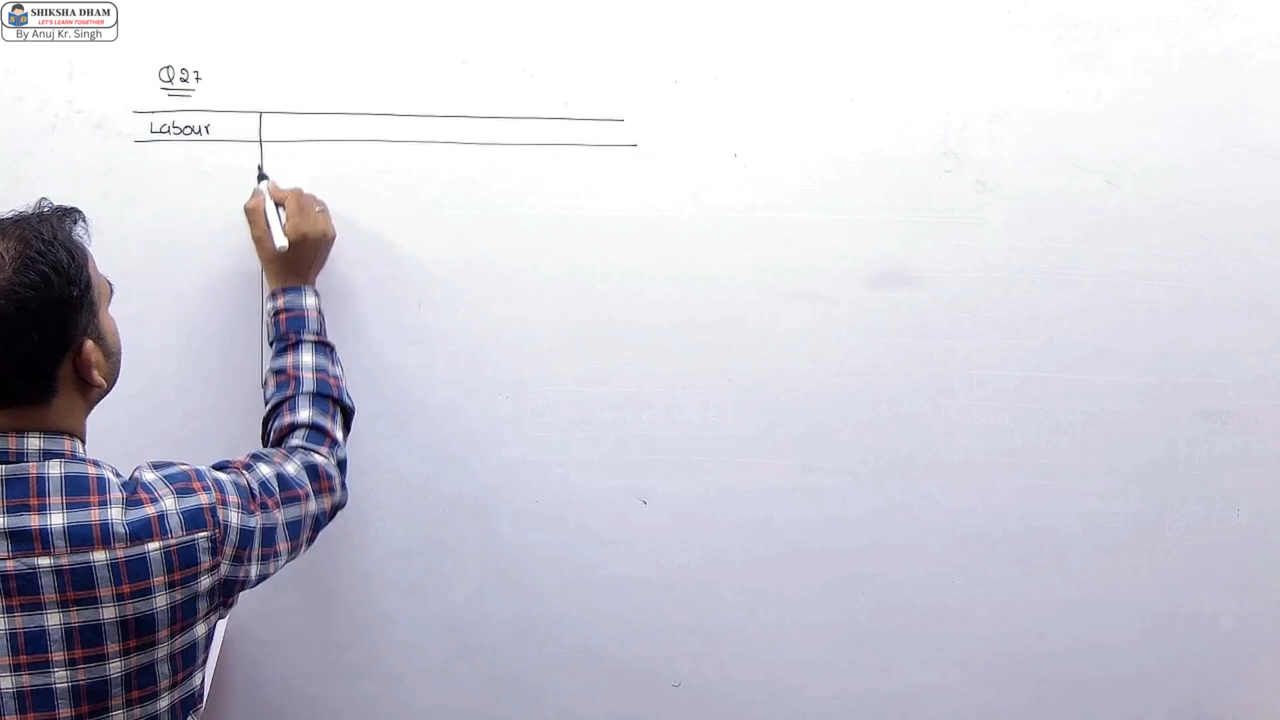 SHIKSHA DHAM
LET'S LEARN TOGETHER
By Anuj Kr. Singh
Q27
Labour